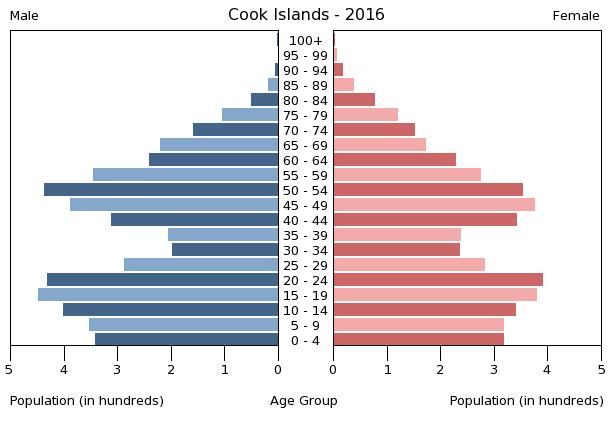 Male Cook Islands - 2016 Female
100+
95 - 99
90 - 94
85 - 89
80 - 84
75 - 79
70 - 74
65 - 69
60 - 64
55 - 59
50 - 54
45 - 49
40 - 44
35 - 39
30 - 34
25 - 29
20 - 24
15 - 19
10 - 14
5 - 9
0 - 4
5 4 3 2 1 0 0 1 2 3 4 5
Population (in hundreds) Age Group Population (in hundreds)